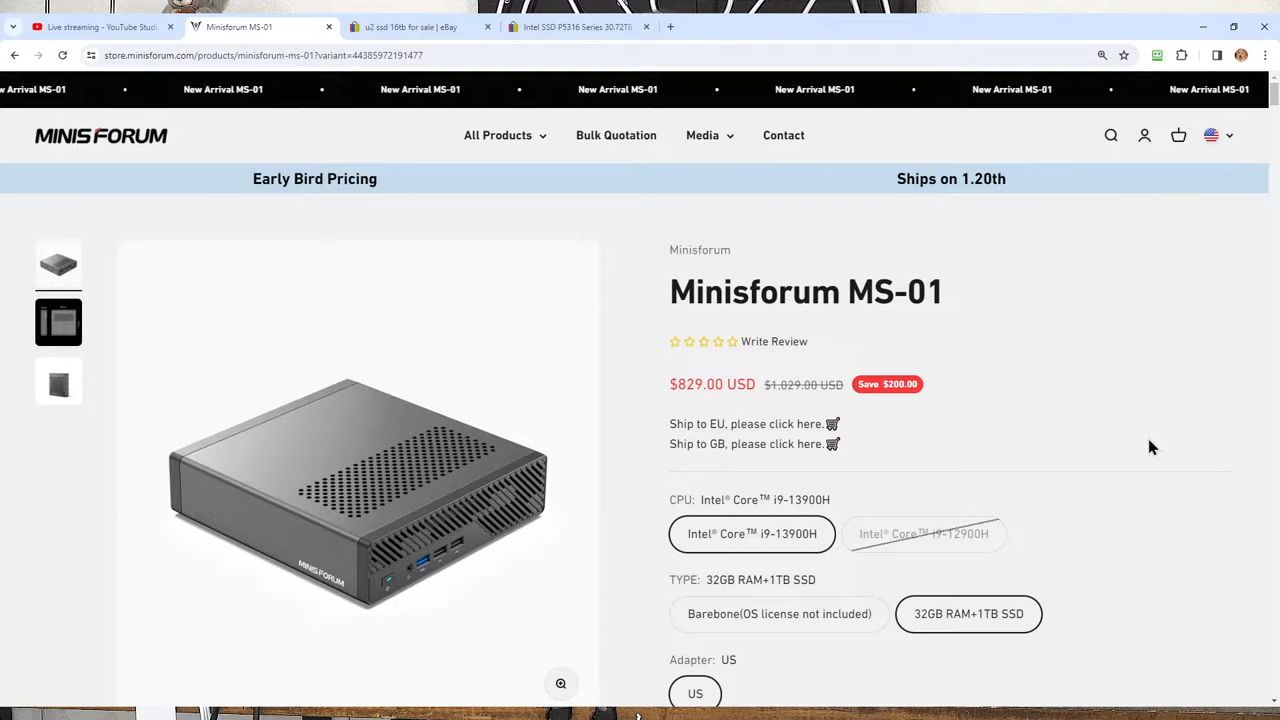 Live streaming - YouTube Studi
Minisforum MS-01
u2 ssd 16tb for sale | eBay
Intel SSD P5316 Series 30.72TB
store.minisforum.com/products/minisforum-ms-01?variant=44385972191477
w Arrival MS-01 • New Arrival MS-01 • New Arrival MS-01 • New Arrival MS-01 • New Arrival MS-01 • New Arrival MS-01 • New Arrival MS-01
MINISFORUM
All Products
Bulk Quotation
Media
Contact
Early Bird Pricing
Ships on 1.20th
Minisforum
Minisforum MS-01
Write Review
$829.00 USD $1,029.00 USD Save $200.00
Ship to EU, please click here.
Ship to GB, please click here.
CPU: Intel® Core™ i9-13900H
Intel® Core™ i9-13900H
Intel® Core™ i9-12900H
TYPE: 32GB RAM+1TB SSD
Barebone(OS license not included)
32GB RAM+1TB SSD
Adapter: US
US
MINISFORUM